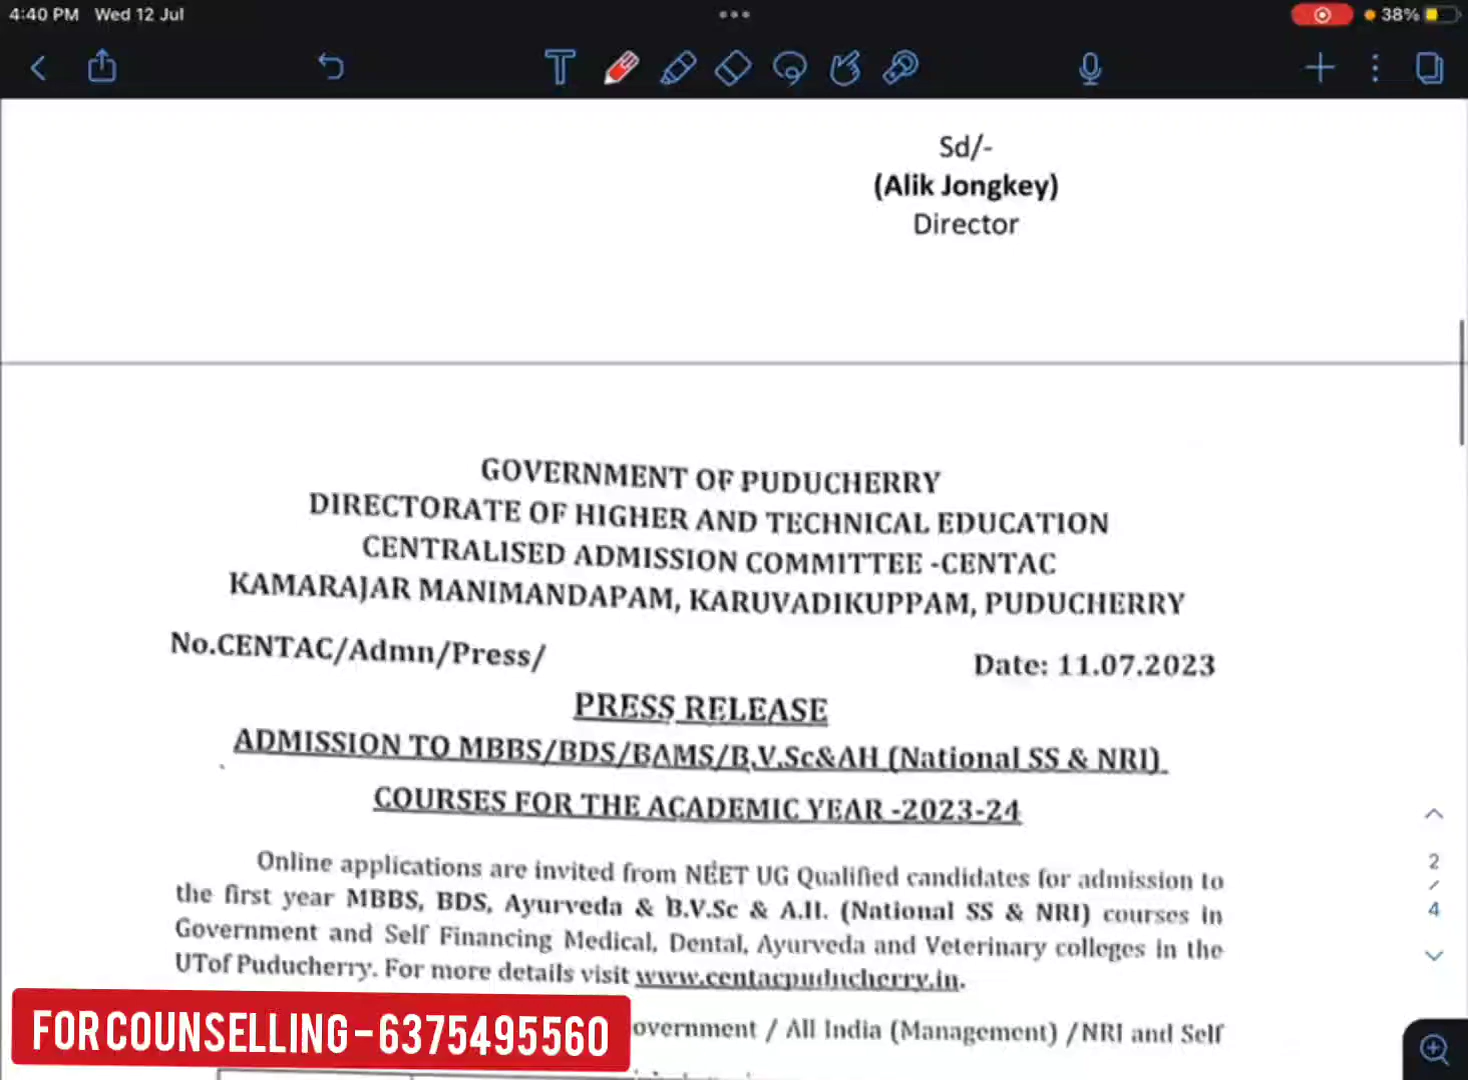 4:40 PM Wed 12 Jul
38%
T
Sd/-
(Alik Jongkey)
Director
GOVERNMENT OF PUDUCHERRY
DIRECTORATE OF HIGHER AND TECHNICAL EDUCATION
CENTRALISED ADMISSION COMMITTEE -CENTAC
KAMARAJAR MANIMANDAPAM, KARUVADIKUPPAM, PUDUCHERRY
No.CENTAC/Admn/Press/ Date: 11.07.2023
PRESS RELEASE
ADMISSION TO MBBS/BDS/BAMS/B.V.Sc&AH (National SS & NRI)
COURSES FOR THE ACADEMIC YEAR -2023-24
Online applications are invited from NEET UG Qualified candidates for admission to
the first year MBBS, BDS, Ayurveda & B.V.Sc & A.H. (National SS & NRI) courses in
Government and Self Financing Medical, Dental, Ayurveda and Veterinary colleges in the
UTof Puducherry. For more details visit www.centacpuducherry.in.
overnment / All India (Management) /NRI and Self
FOR COUNSELLING - 6375495560
2
/
4